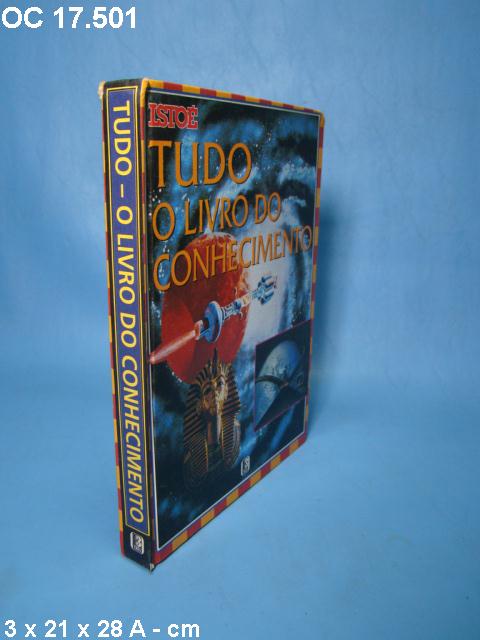 OC 17.501
ISTOÉ
TUDO
O LIVRO DO
CONHECIMENTO
TUDO – O LIVRO DO CONHECIMENTO
3 x 21 x 28 A - cm